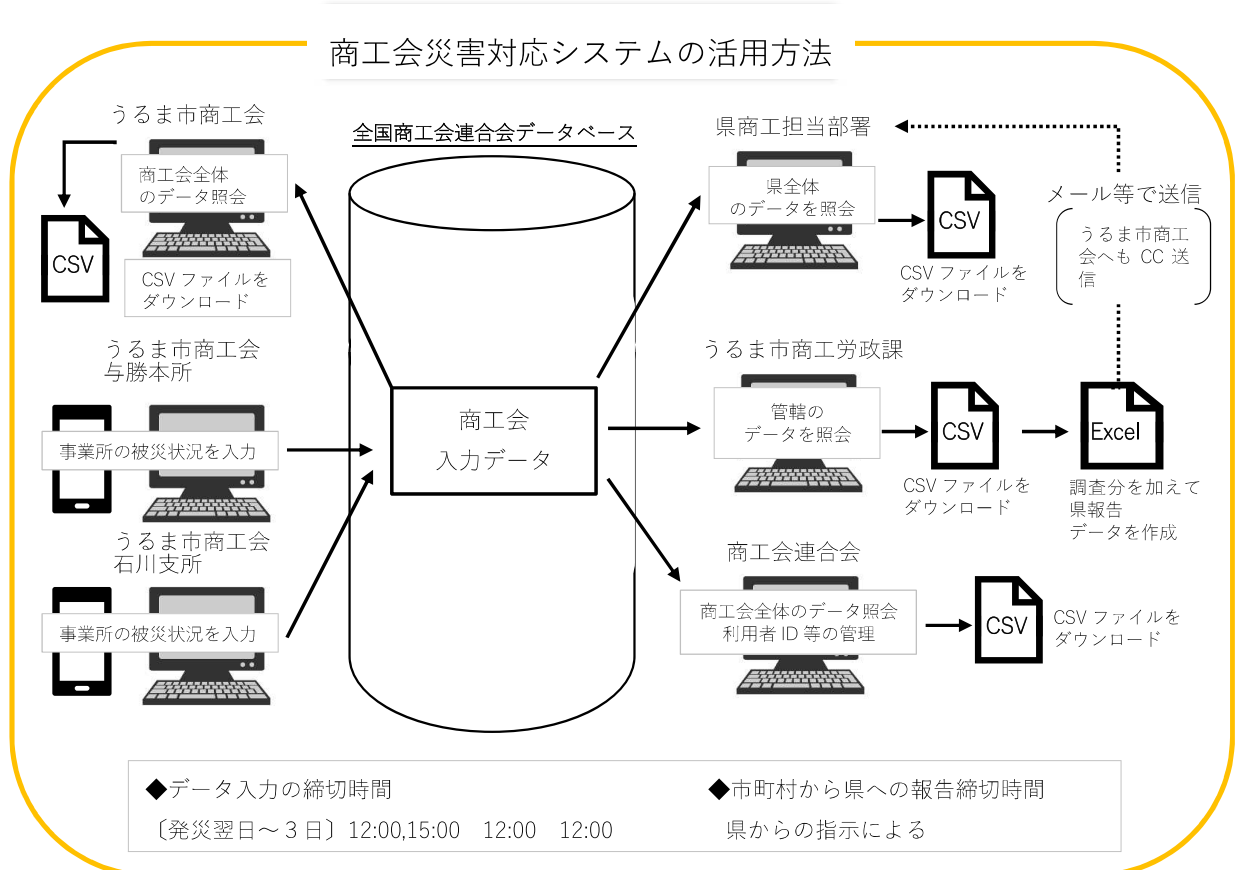 商工会災害対応システムの活用方法
うるま市商工会
商工会全体
のデータ照会
CSV
CSV ファイルを
ダウンロード
うるま市商工会
与勝本所
事業所の被災状況を入力
うるま市商工会
石川支所
事業所の被災状況を入力
全国商工会連合会データベース
商工会
入力データ
県商工担当部署
県全体
のデータを照会
CSV
CSV ファイルを
ダウンロード
メール等で送信
うるま市商工
会へも CC 送
信
うるま市商工労政課
管轄の
データを照会
CSV
CSV ファイルを
ダウンロード
Excel
調査分を加えて
県報告
データを作成
商工会連合会
商工会全体のデータ照会
利用者 ID 等の管理
CSV
CSV ファイルを
ダウンロード
◆データ入力の締切時間
〔発災翌日～３日〕12:00,15:00　12:00　12:00
◆市町村から県への報告締切時間
県からの指示による